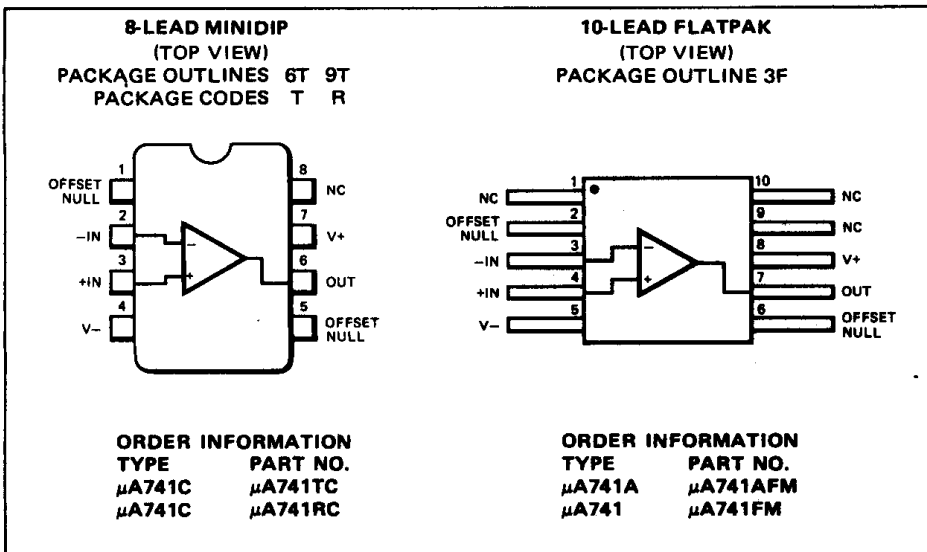 8-LEAD MINIDIP
(TOP VIEW)
PACKAGE OUTLINES 6T 9T
PACKAGE CODES T R
1
OFFSET
NULL
2
-IN
3
+IN
4
V-
8
NC
7
V+
6
OUT
5
OFFSET
NULL
-
+
ORDER INFORMATION
TYPE PART NO.
μA741C μA741TC
μA741C μA741RC
10-LEAD FLATPAK
(TOP VIEW)
PACKAGE OUTLINE 3F
1
NC
2
OFFSET
NULL
3
-IN
4
+IN
5
V-
10
NC
9
NC
8
V+
7
OUT
6
OFFSET
NULL
-
+
ORDER INFORMATION
TYPE PART NO.
μA741A μA741AFM
μA741 μA741FM